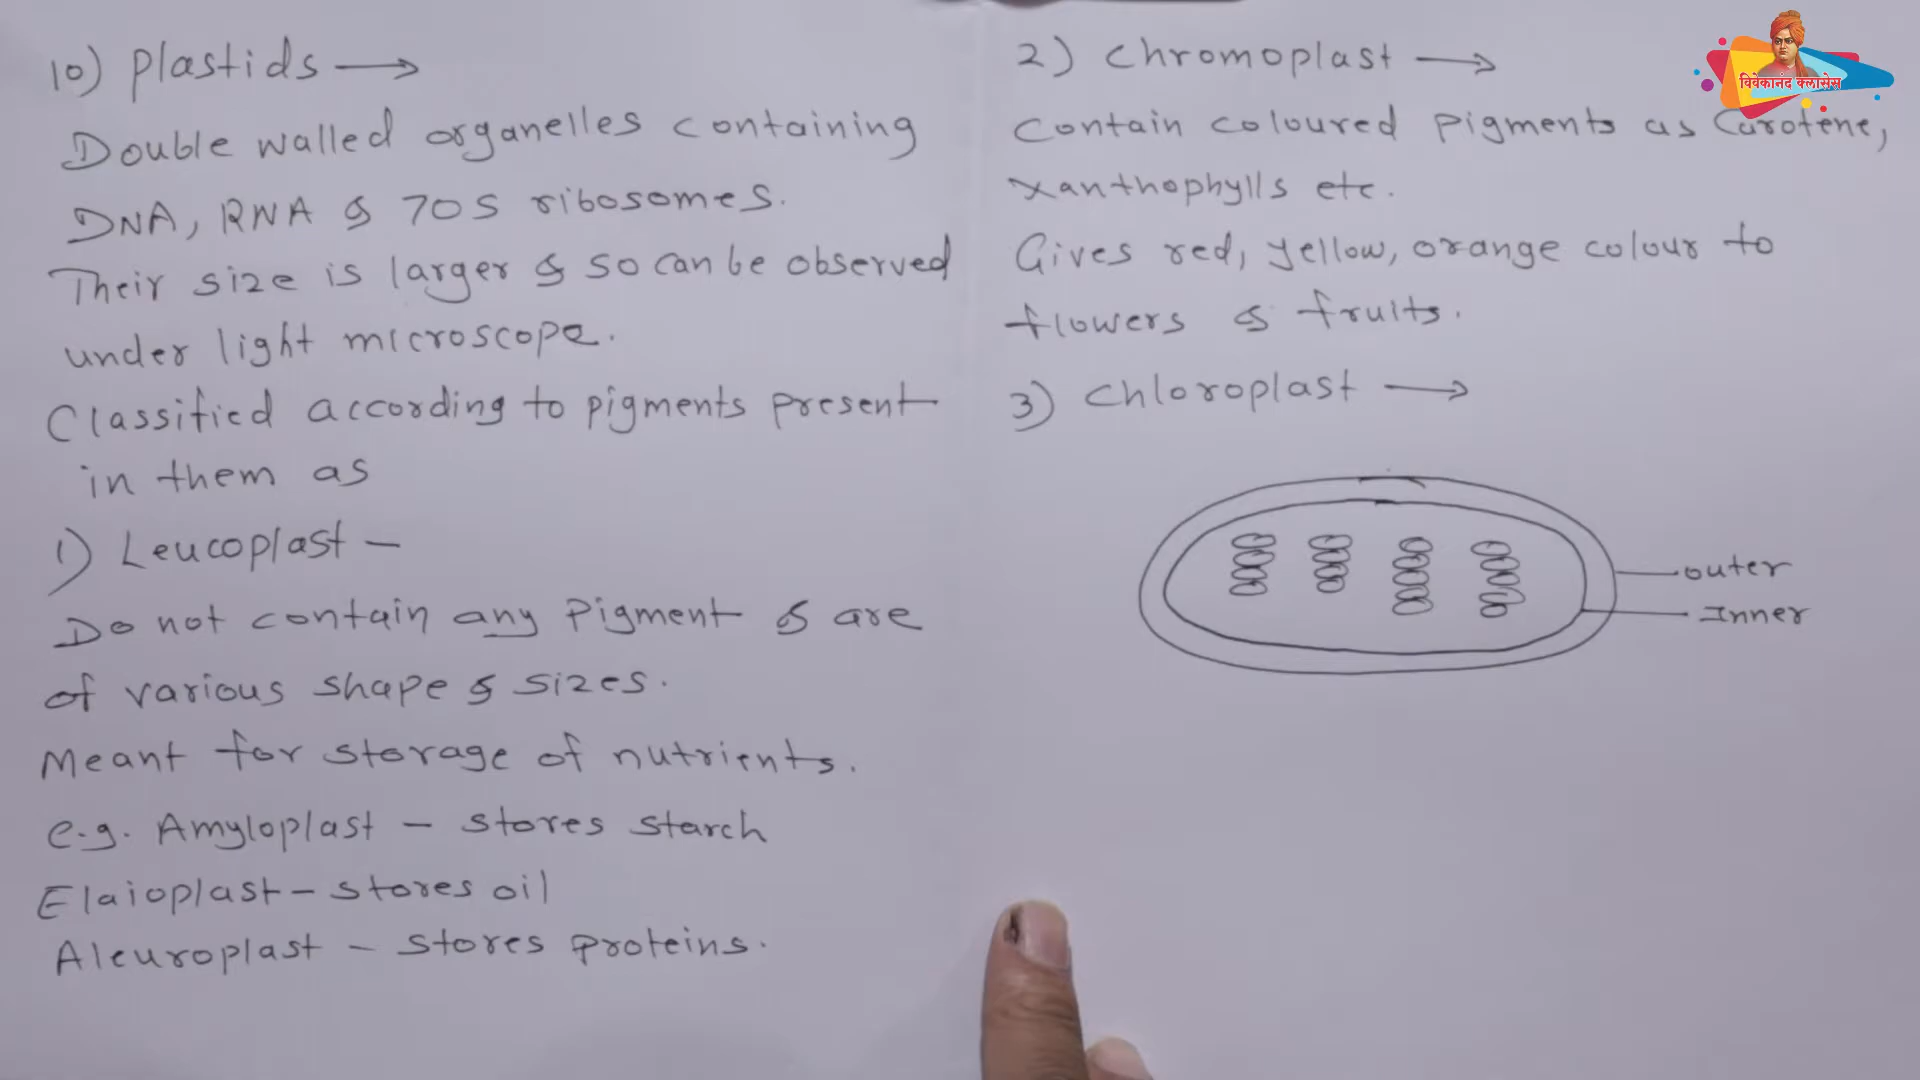 10) Plastids →
Double walled organelles containing
DNA, RNA & 70S ribosomes.
Their size is larger & so can be observed
under light microscope.
Classified according to pigments present
in them as
1) Leucoplast –
Do not contain any Pigment & are
of various shape & sizes.
Meant for storage of nutrients.
e.g. Amyloplast – stores starch
Elaioplast – stores oil
Aleuroplast – stores proteins.
2) Chromoplast →
Contain coloured pigments as Carotene,
Xanthophylls etc.
Gives red, yellow, orange colour to
flowers & fruits.
3) Chloroplast →
outer
Inner
विवेकानंद क्लासेस